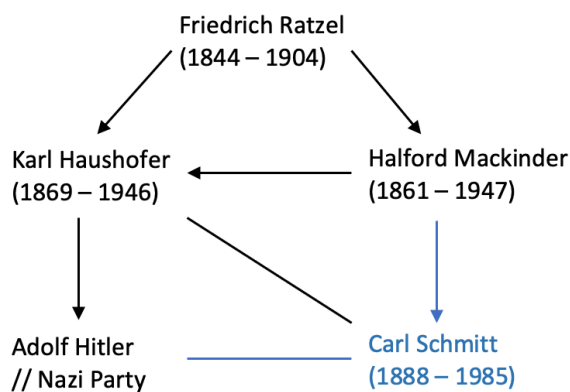 Friedrich Ratzel
(1844 – 1904)
Karl Haushofer
(1869 – 1946)
Halford Mackinder
(1861 – 1947)
Adolf Hitler
// Nazi Party
Carl Schmitt
(1888 – 1985)